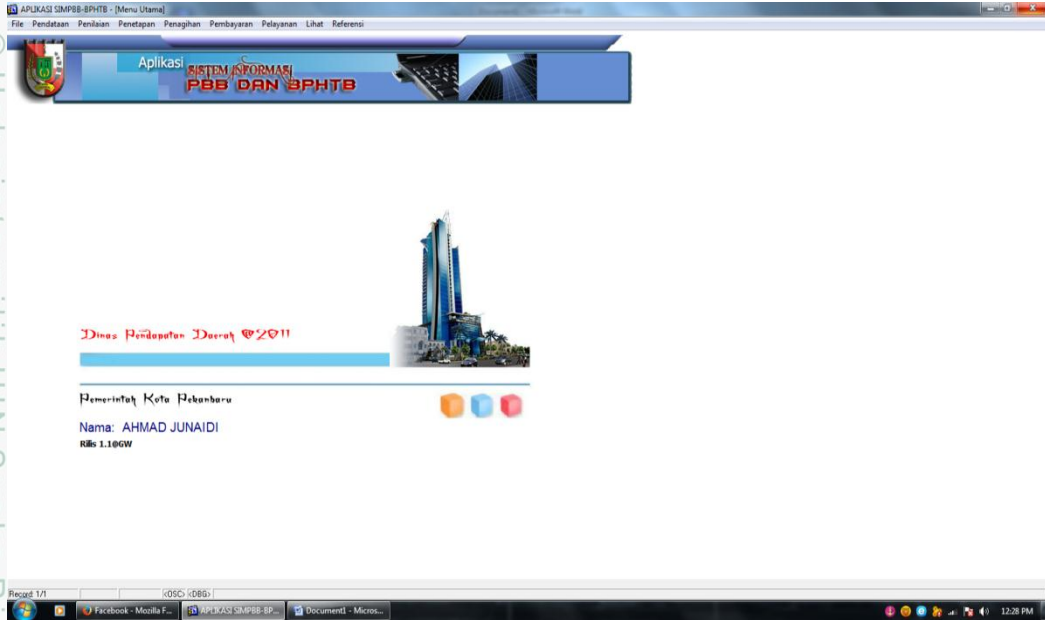 APLIKASI SIMPBB-BPHTB - [Menu Utama]
File Pendataan Penilaian Penetapan Penagihan Pembayaran Pelayanan Lihat Referensi
Aplikasi SISTEM INFORMASI
PBB DAN BPHTB
Dinas Pendapatan Daerah @2011
Pemerintah Kota Pekanbaru
Nama: AHMAD JUNAIDI
Rilis 1.1@GW
Record: 1/1 <OSC> <DBG>
Facebook - Mozilla F... APLIKASI SIMPBB-BP... Document1 - Micros... 12:28 PM